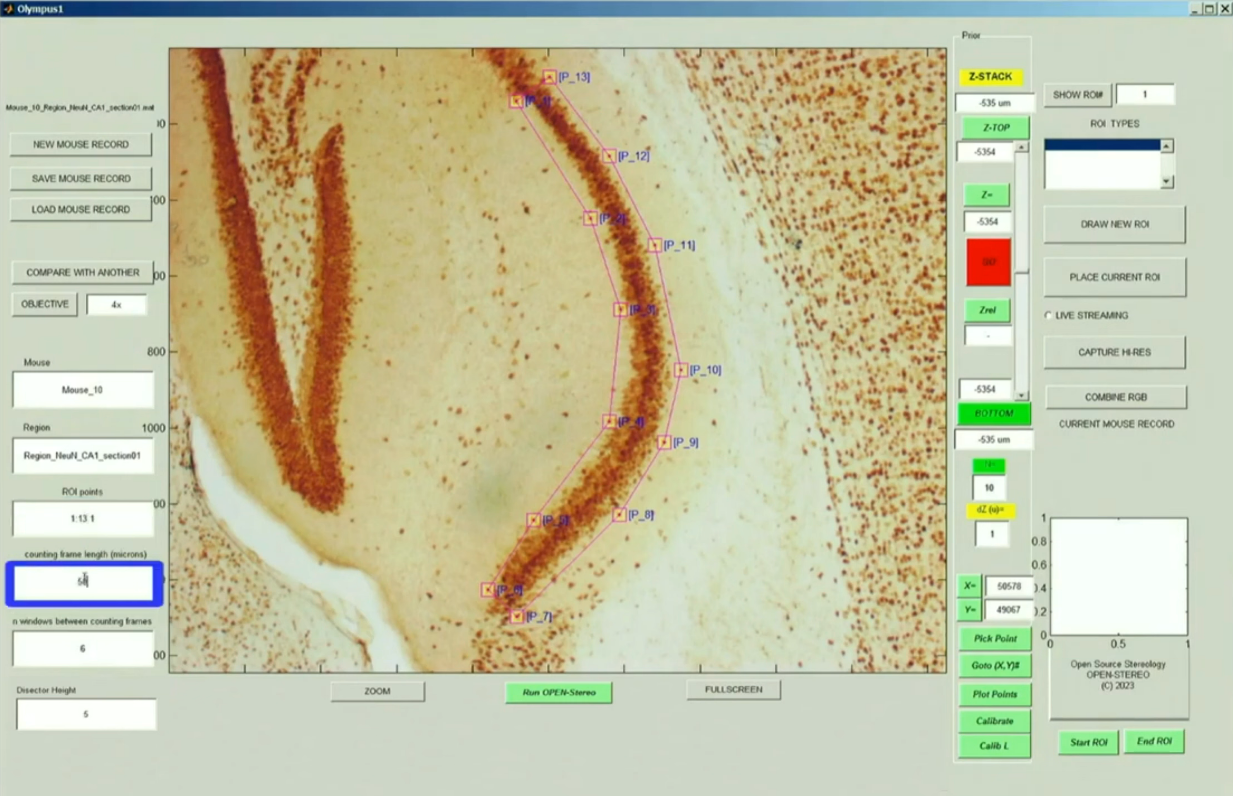 Olympus1
Mouse_10_Region_NeuN_CA1_section01.mat
NEW MOUSE RECORD
SAVE MOUSE RECORD
LOAD MOUSE RECORD
COMPARE WITH ANOTHER
OBJECTIVE 4x
Mouse
Mouse_10
Region
Region_NeuN_CA1_section01
ROI points
1:13:1
counting frame length (microns)
n windows between counting frames
6
Disector Height
5
800
1000
[P_13]
[P_12]
[P_2]
[P_11]
[P_3]
[P_10]
[P_4]
[P_9]
[P_5]
[P_8]
[P_6]
[P_7]
ZOOM
Run OPEN-Stereo
FULLSCREEN
Prior
Z-STACK
-535 um
Z-TOP
-5354
Z=
-5354
Zrel
-
-5354
BOTTOM
-535 um
10
dZ (u)=
1
X= 50578
Y= 49067
Pick Point
Goto (X,Y)#
Plot Points
Calibrate
Calib L
SHOW ROI# 1
ROI TYPES
DRAW NEW ROI
PLACE CURRENT ROI
LIVE STREAMING
CAPTURE HI-RES
COMBINE RGB
CURRENT MOUSE RECORD
1
0.8
0.6
0.4
0.2
0
0 0.5 1
Open Source Stereology
OPEN-STEREO
(C) 2023
Start ROI
End ROI